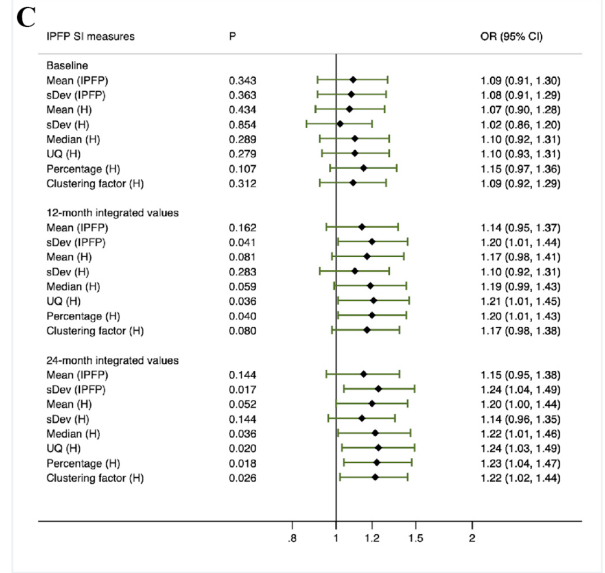 C
IPFP SI measures P OR (95% CI)
Baseline
Mean (IPFP) 0.343 1.09 (0.91, 1.30)
sDev (IPFP) 0.363 1.08 (0.91, 1.29)
Mean (H) 0.434 1.07 (0.90, 1.28)
sDev (H) 0.854 1.02 (0.86, 1.20)
Median (H) 0.289 1.10 (0.92, 1.31)
UQ (H) 0.279 1.10 (0.93, 1.31)
Percentage (H) 0.107 1.15 (0.97, 1.36)
Clustering factor (H) 0.312 1.09 (0.92, 1.29)
12-month integrated values
Mean (IPFP) 0.162 1.14 (0.95, 1.37)
sDev (IPFP) 0.041 1.20 (1.01, 1.44)
Mean (H) 0.081 1.17 (0.98, 1.41)
sDev (H) 0.283 1.10 (0.92, 1.31)
Median (H) 0.059 1.19 (0.99, 1.43)
UQ (H) 0.036 1.21 (1.01, 1.45)
Percentage (H) 0.040 1.20 (1.01, 1.43)
Clustering factor (H) 0.080 1.17 (0.98, 1.38)
24-month integrated values
Mean (IPFP) 0.144 1.15 (0.95, 1.38)
sDev (IPFP) 0.017 1.24 (1.04, 1.49)
Mean (H) 0.052 1.20 (1.00, 1.44)
sDev (H) 0.144 1.14 (0.96, 1.35)
Median (H) 0.036 1.22 (1.01, 1.46)
UQ (H) 0.020 1.24 (1.03, 1.49)
Percentage (H) 0.018 1.23 (1.04, 1.47)
Clustering factor (H) 0.026 1.22 (1.02, 1.44)
.8 1 1.2 1.5 2